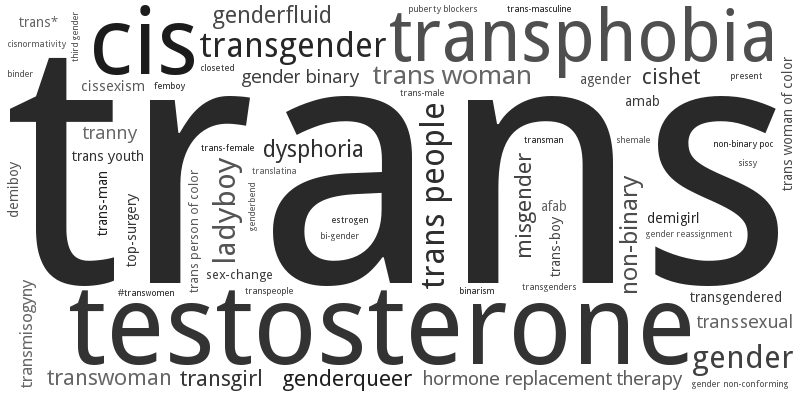 trans*
third gender
cis
genderfluid
puberty blockers
trans-masculine
cisnormativity
transgender
transphobia
binder
closeted
cissexism
femboy
gender binary
trans woman
agender
cishet
present
trans woman of color
trans-male
trans
amab
tranny
trans youth
trans-female
dysphoria
trans people
transman
shemale
non-binary poc
demiboy
trans-man
top-surgery
trans person of color
ladyboy
translatina
genderbend
sissy
misgender
afab
trans-boy
non-binary
demigirl
estrogen
bi-gender
gender reassignment
sex-change
transmisogyny
#transwomen
transpeople
binarism
transgenders
transgendered
testosterone
transsexual
gender
transwoman
transgirl
genderqueer
hormone replacement therapy
gender non-conforming